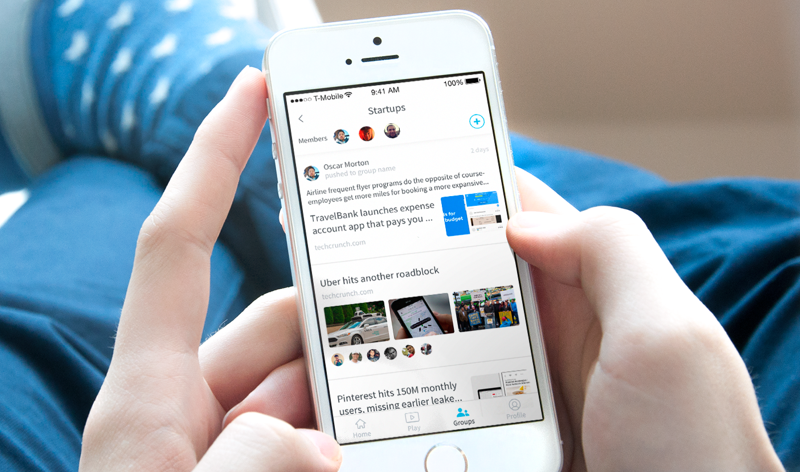 T-Mobile 9:41 AM 100%
Startups
Members
Oscar Morton
2 days
pushed to group name
Airline frequent flyer programs do the opposite of course-
employees get more miles for booking a more expensive...
TravelBank launches expense
account app that pays you ...
techcrunch.com
s for
budget
Uber hits another roadblock
techcrunch.com
Pinterest hits 150M monthly
users, missing earlier leake...
Home Play Groups Profile